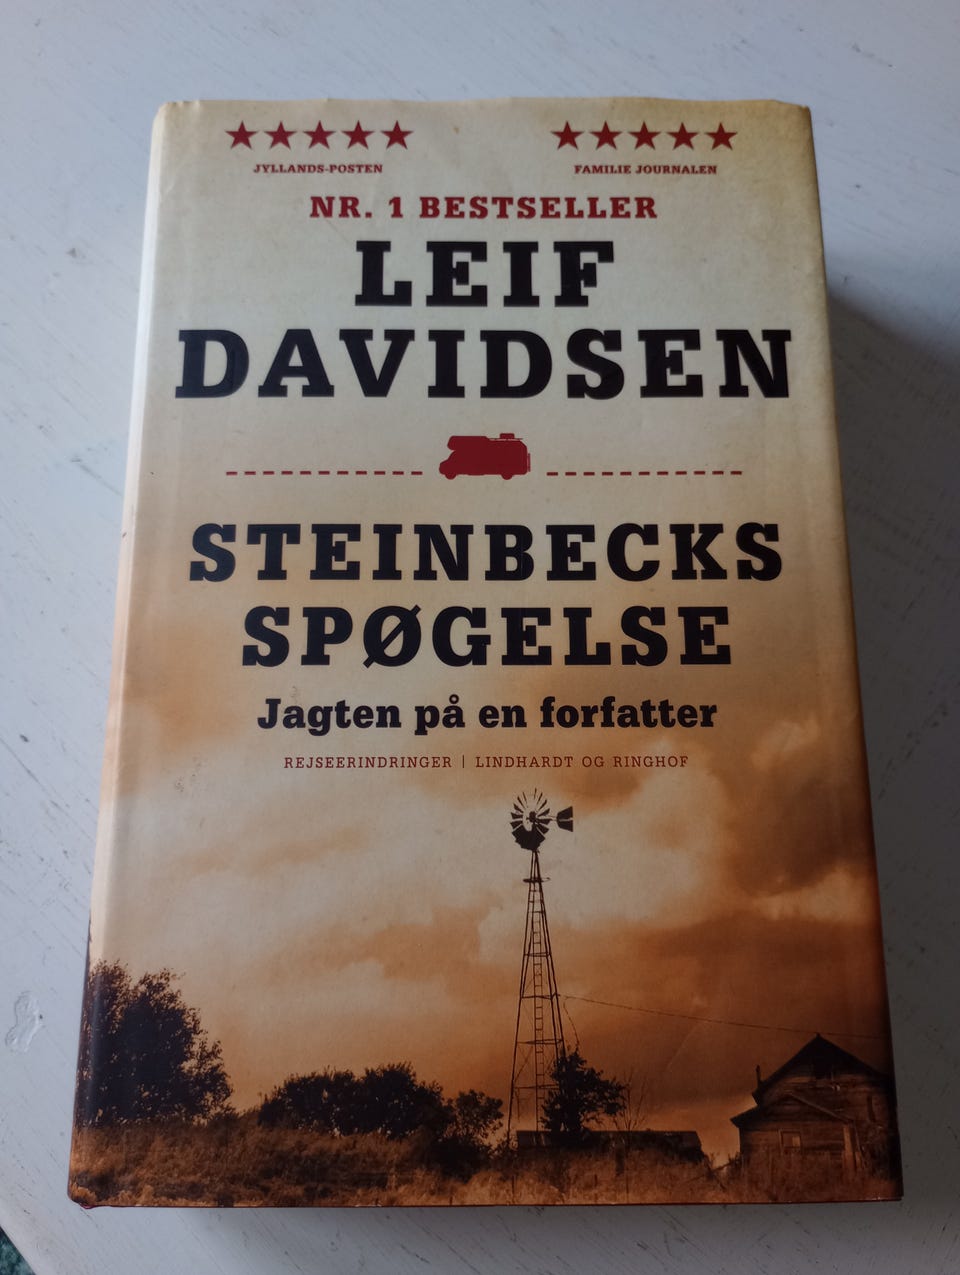 ★★★★★ ★★★★★
JYLLANDS-POSTEN FAMILIE JOURNALEN
NR. 1 BESTSELLER
LEIF
DAVIDSEN
STEINBECKS
SPØGELSE
Jagten på en forfatter
REJSEERINDRINGER | LINDHARDT OG RINGHOF